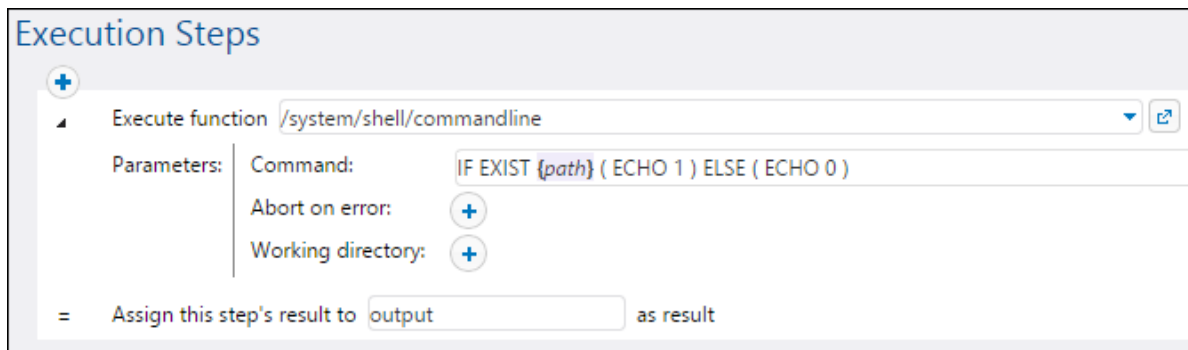 Execution Steps
Execute function /system/shell/commandline
Parameters: Command: IF EXIST {path} ( ECHO 1 ) ELSE ( ECHO 0 )
Abort on error:
Working directory:
= Assign this step's result to output as result